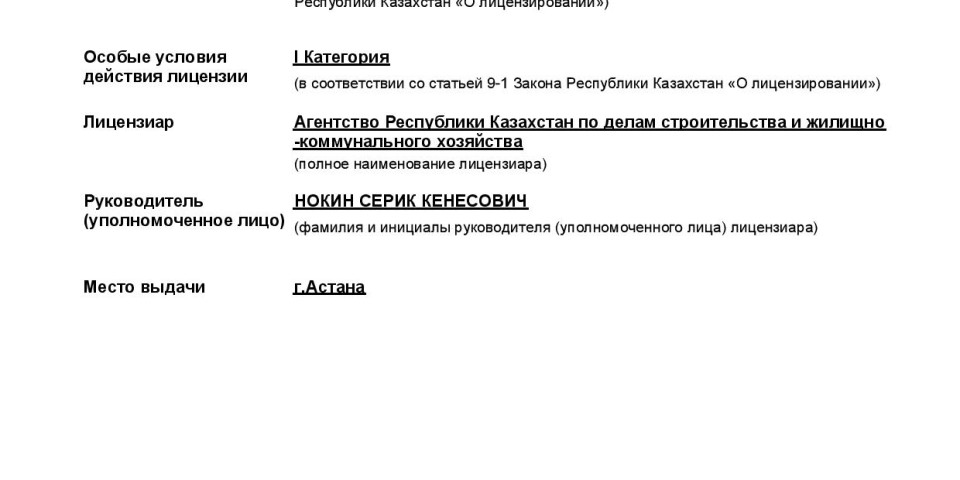 Республики Казахстан «О лицензировании»)
Особые условия
действия лицензии
I Категория
(в соответствии со статьей 9-1 Закона Республики Казахстан «О лицензировании»)
Лицензиар
Агентство Республики Казахстан по делам строительства и жилищно
-коммунального хозяйства
(полное наименование лицензиара)
Руководитель
(уполномоченное лицо)
НОКИН СЕРИК КЕНЕСОВИЧ
(фамилия и инициалы руководителя (уполномоченного лица) лицензиара)
Место выдачи
г.Астана